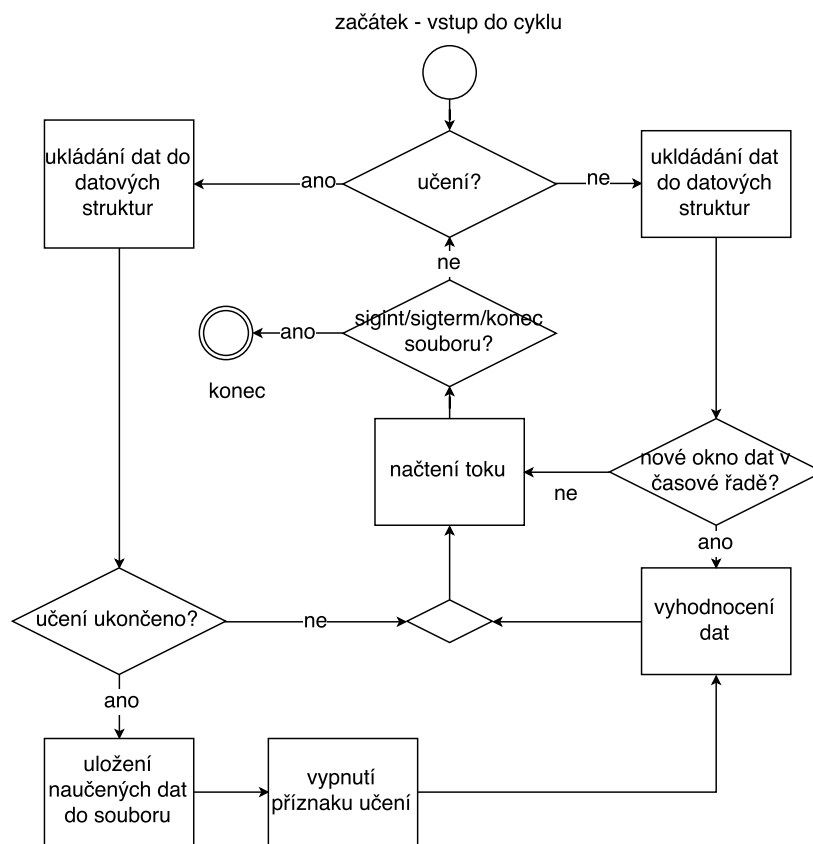 začátek - vstup do cyklu
ukládání dat do
datových
struktur
ano
učení?
ne
ukldádání dat
do datových
struktur
ne
sigint/sigterm/konec
souboru?
ano
konec
načtení toku
nové okno dat v
časové řadě?
ne
ano
učení ukončeno?
ne
vyhodnocení
dat
ano
uložení
naučených dat
do souboru
vypnutí
příznaku učení